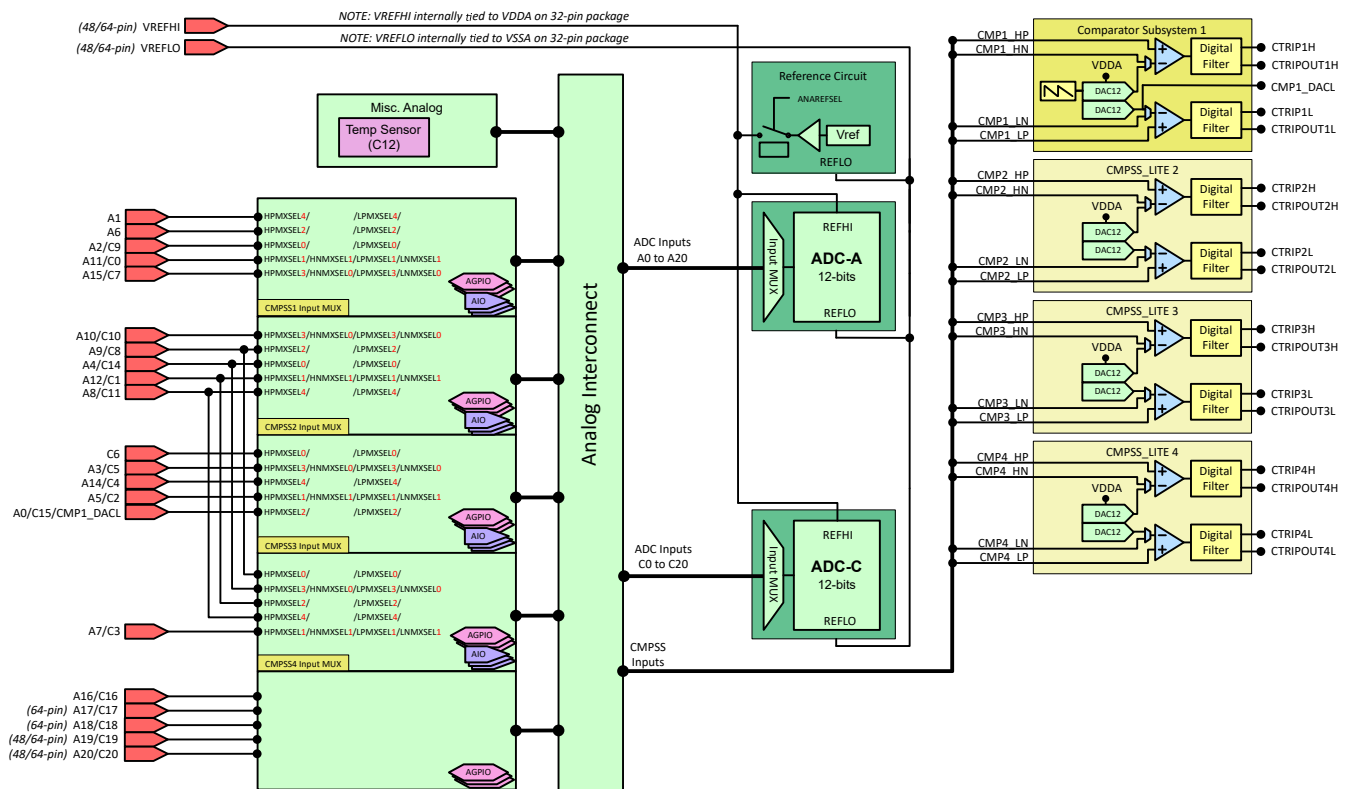 (48/64-pin) VREFHI
NOTE: VREFHI internally tied to VDDA on 32-pin package
(48/64-pin) VREFLO
NOTE: VREFLO internally tied to VSSA on 32-pin package
Misc. Analog
Temp Sensor
(C12)
A1
HPMXSEL4/ /LPMXSEL4/
A6
HPMXSEL2/ /LPMXSEL2/
A2/C9
HPMXSEL0/ /LPMXSEL0/
A11/C0
HPMXSEL1/HNMXSEL1/LPMXSEL1/LNMXSEL1
A15/C7
HPMXSEL3/HNMXSEL0/LPMXSEL3/LNMXSEL0
AGPIO
AIO
CMPSS1 Input MUX
A10/C10
HPMXSEL3/HNMXSEL0/LPMXSEL3/LNMXSEL0
A9/C8
HPMXSEL2/ /LPMXSEL2/
A4/C14
HPMXSEL0/ /LPMXSEL0/
A12/C1
HPMXSEL1/HNMXSEL1/LPMXSEL1/LNMXSEL1
A8/C11
HPMXSEL4/ /LPMXSEL4/
AGPIO
AIO
CMPSS2 Input MUX
C6
HPMXSEL0/ /LPMXSEL0/
A3/C5
HPMXSEL3/HNMXSEL0/LPMXSEL3/LNMXSEL0
A14/C4
HPMXSEL4/ /LPMXSEL4/
A5/C2
HPMXSEL1/HNMXSEL1/LPMXSEL1/LNMXSEL1
A0/C15/CMP1_DACL
HPMXSEL2/ /LPMXSEL2/
AGPIO
AIO
CMPSS3 Input MUX
HPMXSEL0/ /LPMXSEL0/
HPMXSEL3/HNMXSEL0/LPMXSEL3/LNMXSEL0
HPMXSEL2/ /LPMXSEL2/
HPMXSEL4/ /LPMXSEL4/
A7/C3
HPMXSEL1/HNMXSEL1/LPMXSEL1/LNMXSEL1
AGPIO
AIO
CMPSS4 Input MUX
A16/C16
(64-pin) A17/C17
(64-pin) A18/C18
(48/64-pin) A19/C19
(48/64-pin) A20/C20
AGPIO
Analog Interconnect
ADC Inputs
A0 to A20
ADC Inputs
C0 to C20
CMPSS
Inputs
Reference Circuit
ANAREFSEL
Vref
REFLO
Input MUX
REFHI
ADC-A
12-bits
REFLO
Input MUX
REFHI
ADC-C
12-bits
REFLO
Comparator Subsystem 1
CMP1_HP
CMP1_HN
VDDA
DAC12
DAC12
CMP1_LN
CMP1_LP
Digital
Filter
Digital
Filter
CTRIP1H
CTRIPOUT1H
CMP1_DACL
CTRIP1L
CTRIPOUT1L
CMPSS_LITE 2
CMP2_HP
CMP2_HN
VDDA
DAC12
DAC12
CMP2_LN
CMP2_LP
Digital
Filter
Digital
Filter
CTRIP2H
CTRIPOUT2H
CTRIP2L
CTRIPOUT2L
CMPSS_LITE 3
CMP3_HP
CMP3_HN
VDDA
DAC12
DAC12
CMP3_LN
CMP3_LP
Digital
Filter
Digital
Filter
CTRIP3H
CTRIPOUT3H
CTRIP3L
CTRIPOUT3L
CMPSS_LITE 4
CMP4_HP
CMP4_HN
VDDA
DAC12
DAC12
CMP4_LN
CMP4_LP
Digital
Filter
Digital
Filter
CTRIP4H
CTRIPOUT4H
CTRIP4L
CTRIPOUT4L